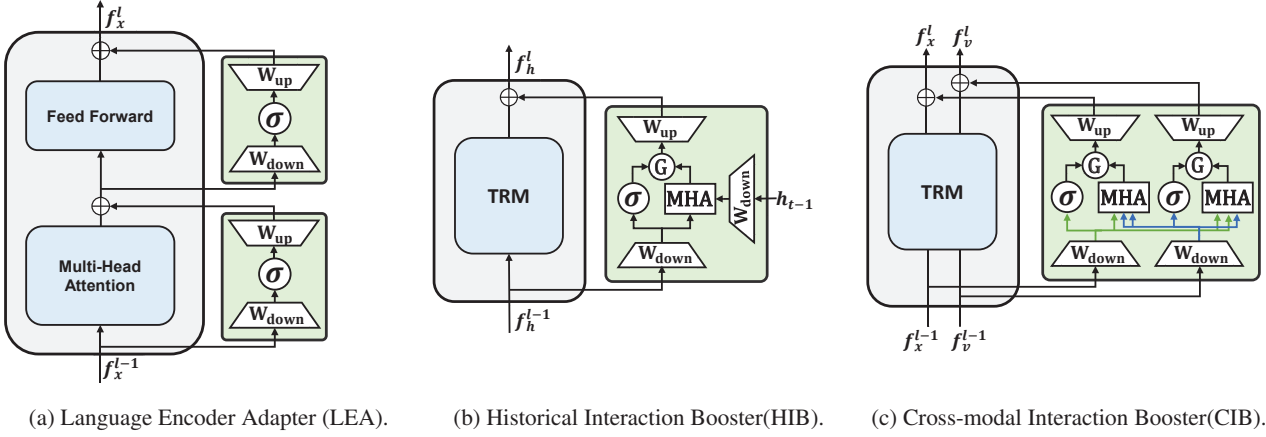 f_x^l
Feed Forward
W_up
σ
W_down
Multi-Head
Attention
W_up
σ
W_down
f_x^{l-1}
(a) Language Encoder Adapter (LEA).
f_h^l
TRM
W_up
G
σ
MHA
W_down
h_{t-1}
W_down
f_h^{l-1}
(b) Historical Interaction Booster(HIB).
f_x^l f_v^l
TRM
W_up W_up
G G
σ MHA σ MHA
W_down W_down
f_x^{l-1} f_v^{l-1}
(c) Cross-modal Interaction Booster(CIB).